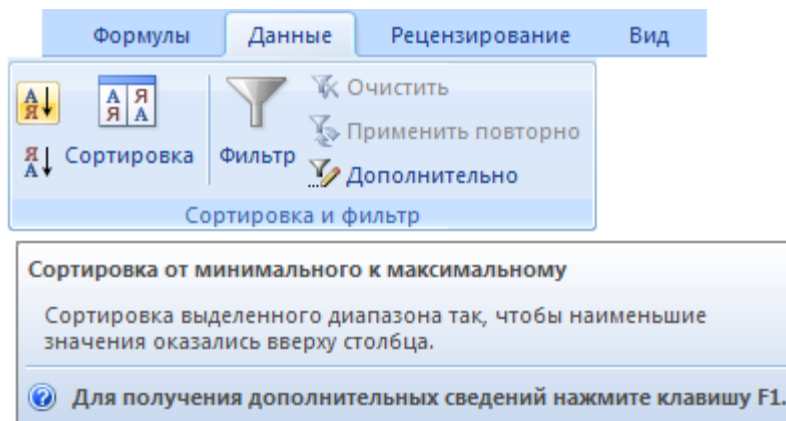 Формулы Данные Рецензирование Вид
А Я А Я Очистить
Я Я А Применить повторно
Я А Сортировка Фильтр Дополнительно
Сортировка и фильтр
Сортировка от минимального к максимальному
Сортировка выделенного диапазона так, чтобы наименьшие
значения оказались вверху столбца.
? Для получения дополнительных сведений нажмите клавишу F1.